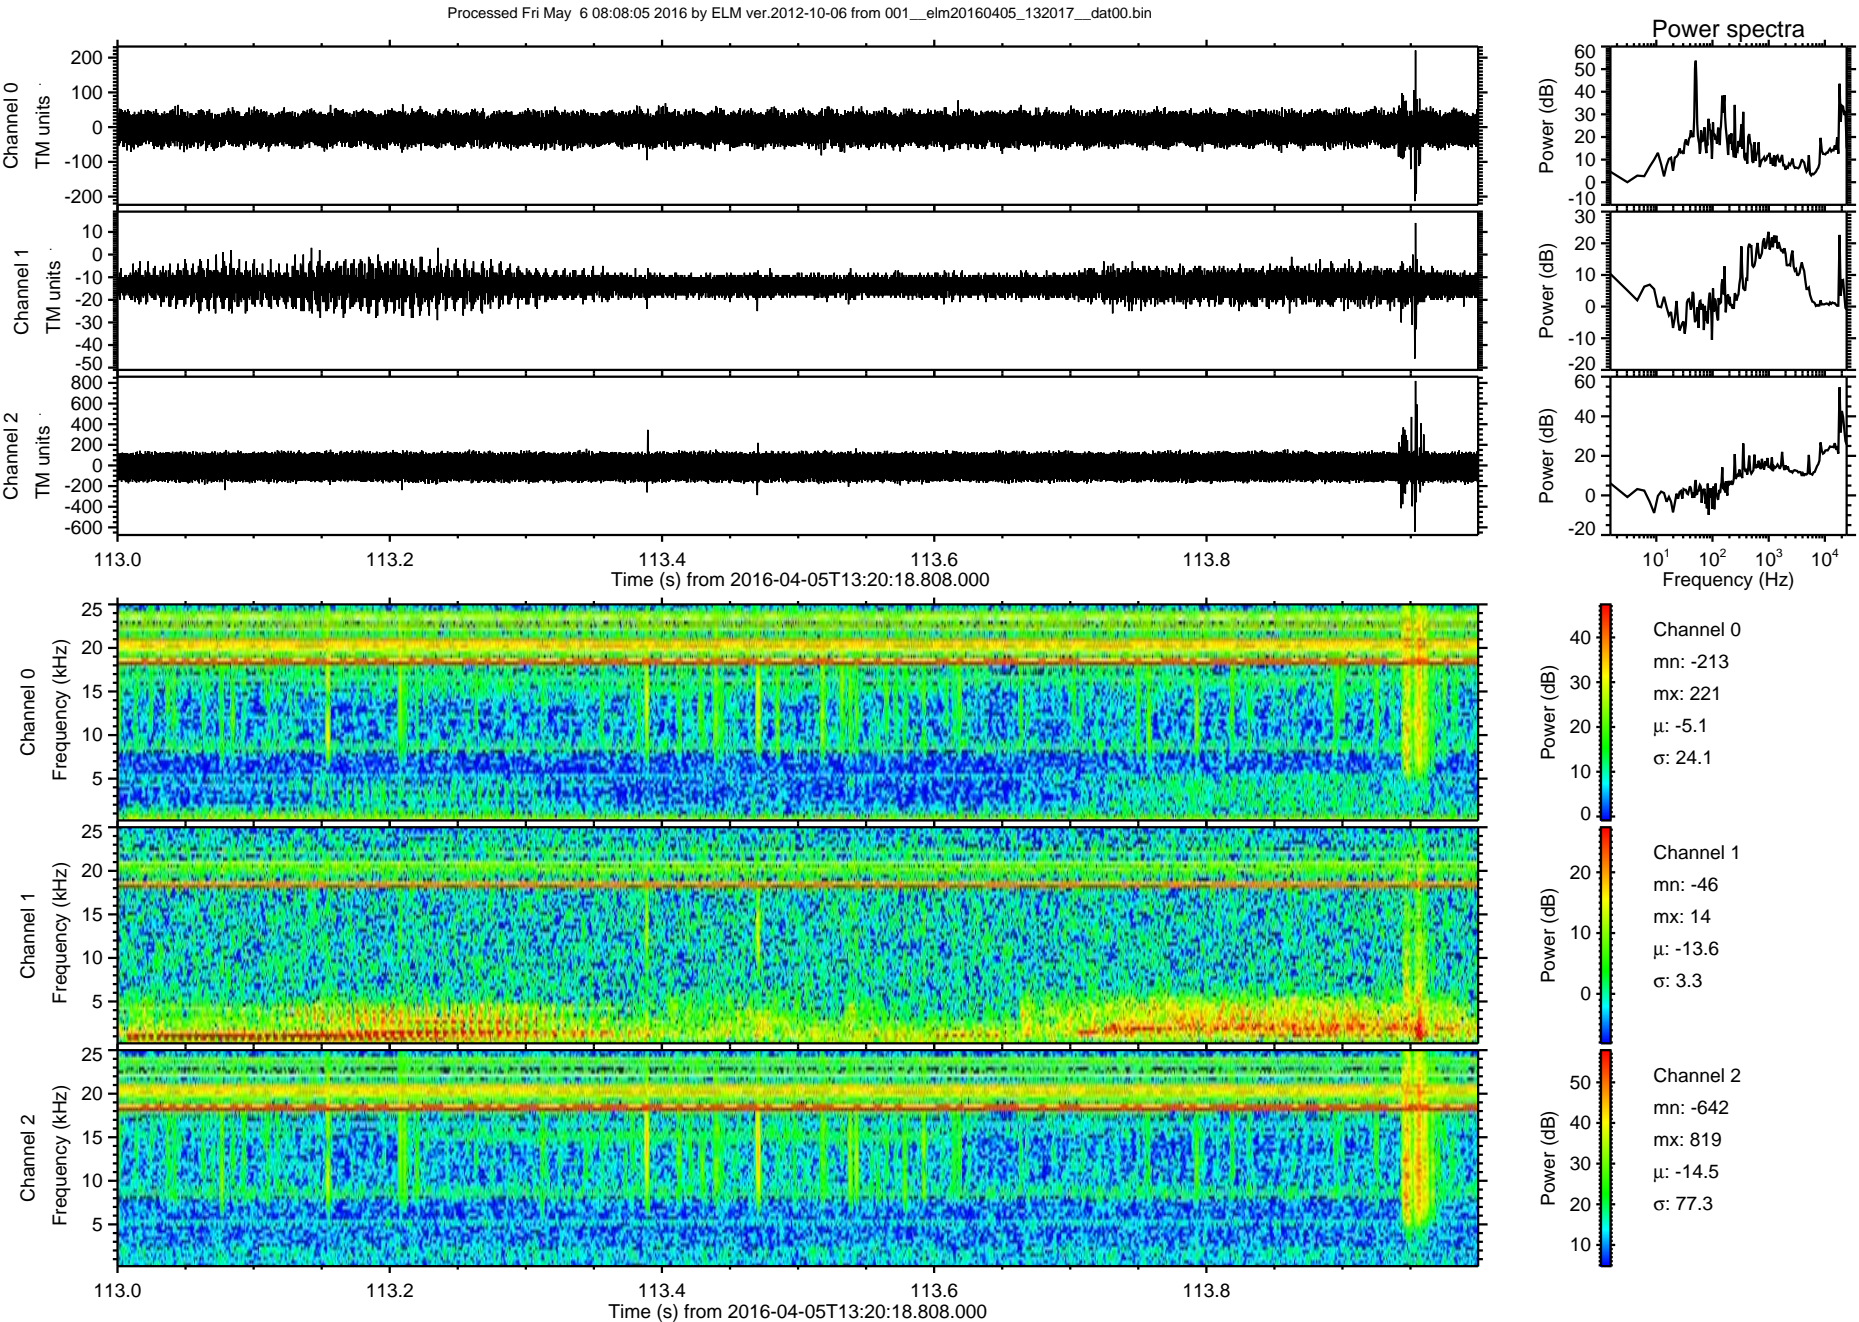 Processed Fri May  6 08:08:05 2016 by ELM ver.2012-10-06 from 001__elm20160405_132017__dat00.bin
Power spectra
Channel 0
TM units
200
100
0
-100
-200
Power (dB)
60
50
40
30
20
10
0
-10
Channel 1
TM units
10
0
-10
-20
-30
-40
-50
Power (dB)
30
20
10
0
-10
-20
Channel 2
TM units
800
600
400
200
0
-200
-400
-600
Power (dB)
60
40
20
0
-20
113.0 113.2 113.4 113.6 113.8
Time (s) from 2016-04-05T13:20:18.808.000
10^1 10^2 10^3 10^4
Frequency (Hz)
Channel 0
Frequency (kHz)
25
20
15
10
5
Power (dB)
40
30
20
10
0
Channel 0
mn: -213
mx: 221
μ: -5.1
σ: 24.1
Channel 1
Frequency (kHz)
25
20
15
10
5
Power (dB)
20
10
0
Channel 1
mn: -46
mx: 14
μ: -13.6
σ: 3.3
Channel 2
Frequency (kHz)
25
20
15
10
5
Power (dB)
50
40
30
20
10
Channel 2
mn: -642
mx: 819
μ: -14.5
σ: 77.3
113.0 113.2 113.4 113.6 113.8
Time (s) from 2016-04-05T13:20:18.808.000